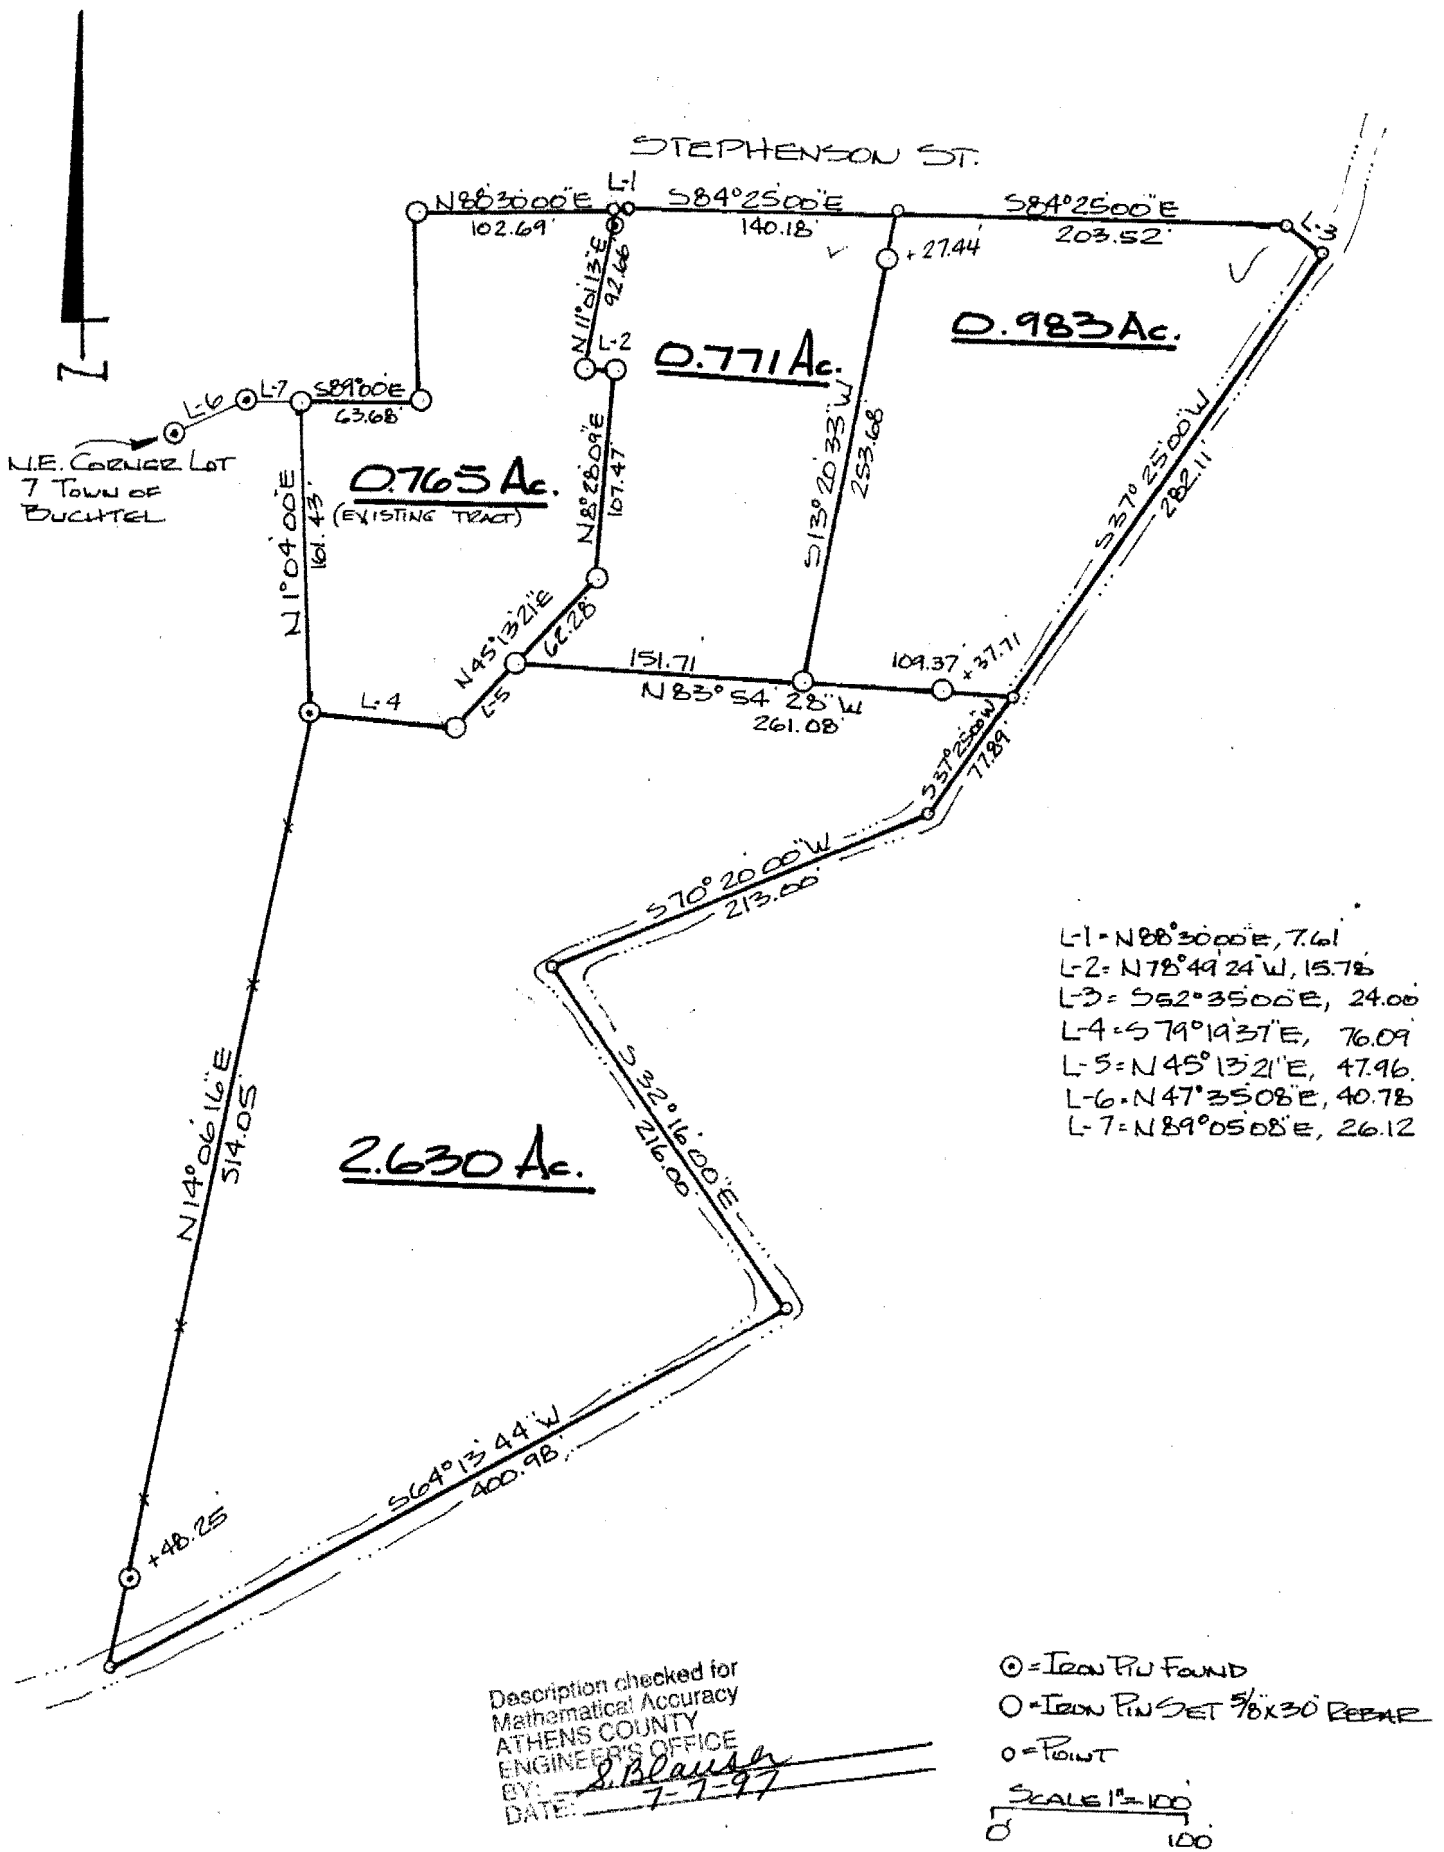 STEPHENSON ST.
L-1
N88°30'00"E
102.69'
S84°25'00"E
140.18'
S84°25'00"E
203.52'
L-3
+27.44'
N11°01'13"E
92.66'
L-2
0.771 Ac.
0.983 Ac.
N
L-6
L-7
S89°00'E
63.68'
N.E. CORNER LOT
7 TOWN OF
BUCHTEL
0.765 Ac.
(EXISTING TRACT)
N1°04'00"E
161.43'
N8°28'09"E
107.47'
S13°20'33"W
253.68'
S37°25'00"W
282.11'
N45°13'21"E
62.28'
L-5
L-4
151.71'
109.37'
+37.71'
N83°54'28"W
261.08'
S37°25'00"W
77.89'
S70°20'00"W
213.00'
L-1=N88°30'00"E, 7.61'
L-2=N78°49'24"W, 15.78'
L-3=S52°35'00"E, 24.00'
L-4=S79°19'37"E, 76.09'
L-5=N45°13'21"E, 47.96'
L-6=N47°35'08"E, 40.78'
L-7=N89°05'08"E, 26.12'
S32°16'00"E
216.00'
N14°06'16"E
514.05'
2.630 Ac.
S64°13'44"W
400.98'
+48.25'
Description checked for
Mathematical Accuracy
ATHENS COUNTY
ENGINEER'S OFFICE
BY: S. Blauser
DATE: 7-7-97
=IRON PIN FOUND
=IRON PIN SET 5/8"x30" REBAR
=POINT
SCALE 1"=100'
0' 100'